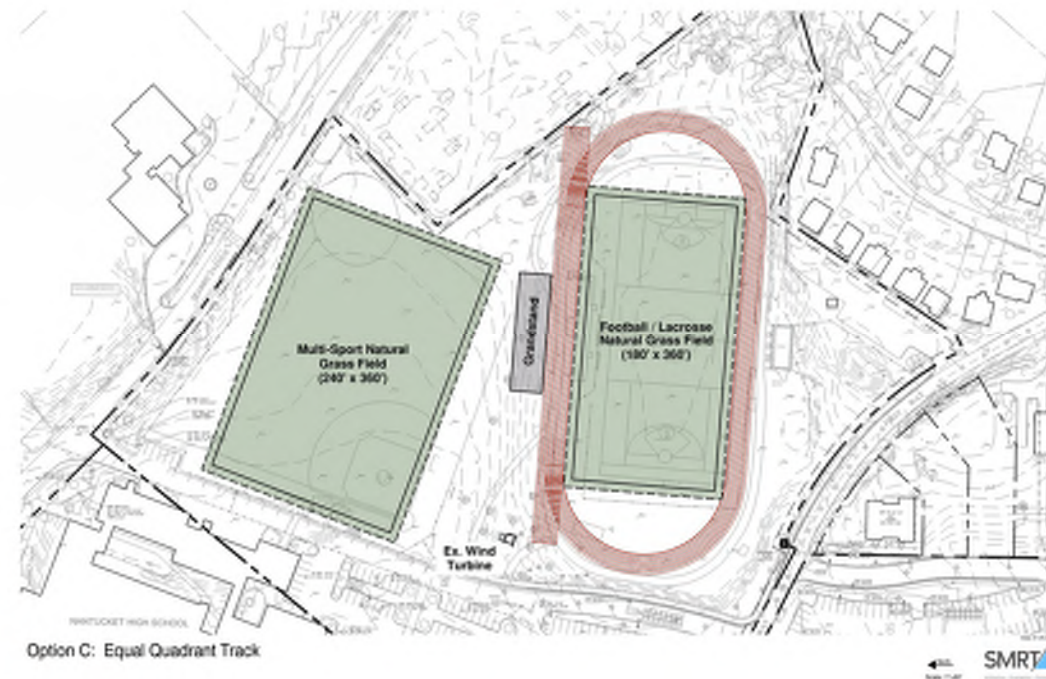 Multi-Sport Natural
Grass Field
(240' x 360')
Grandstand
Football / Lacrosse
Natural Grass Field
(180' x 360')
Ex. Wind
Turbine
NANTUCKET HIGH SCHOOL
Option C: Equal Quadrant Track
SMRT